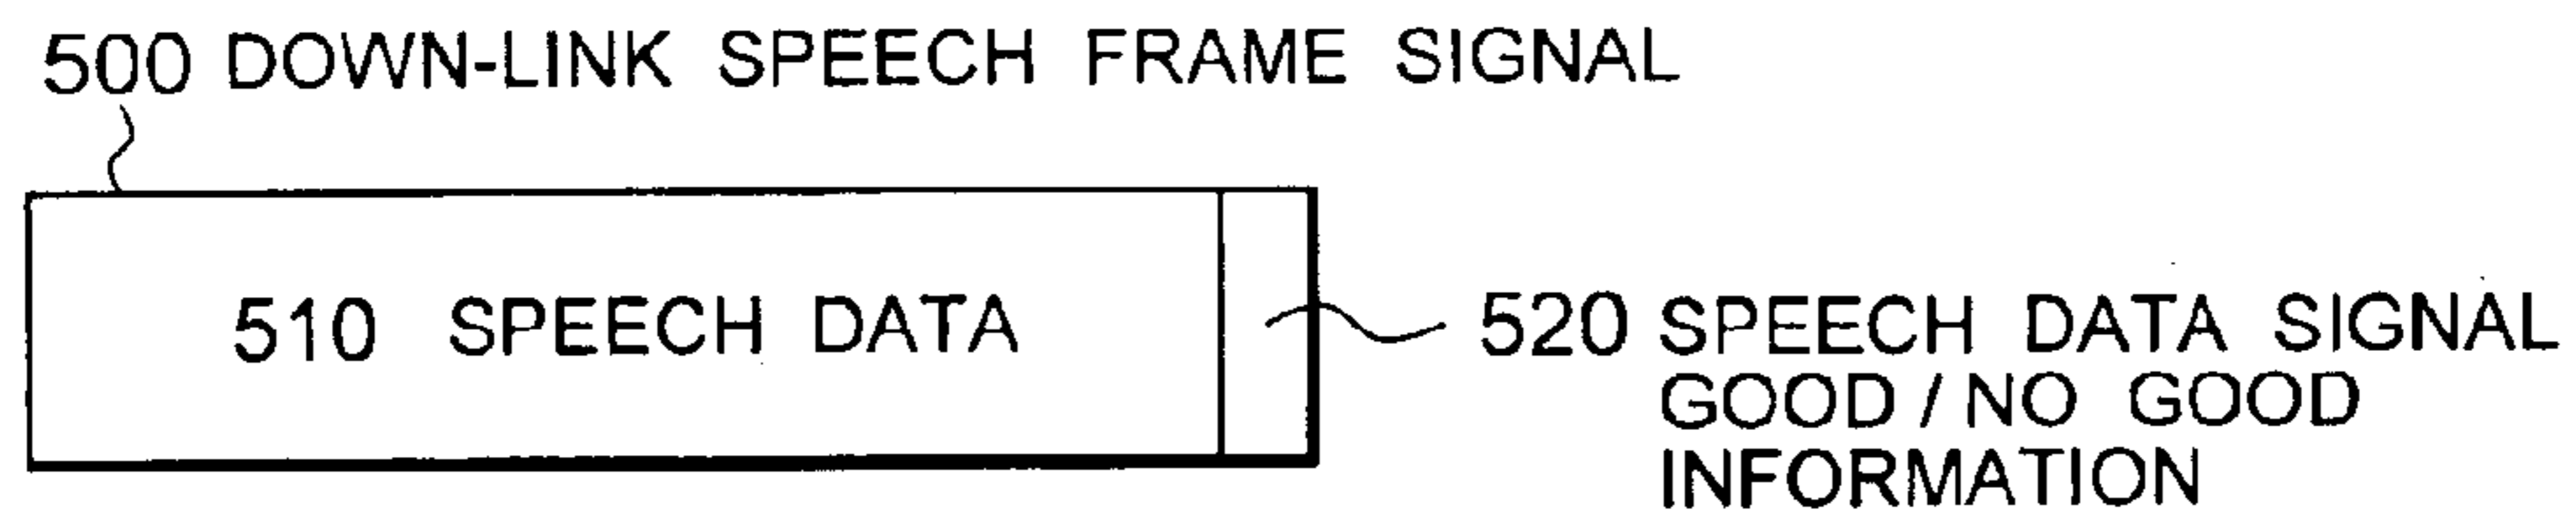 500 DOWN-LINK SPEECH FRAME SIGNAL
510 SPEECH DATA
520 SPEECH DATA SIGNAL
GOOD / NO GOOD
INFORMATION